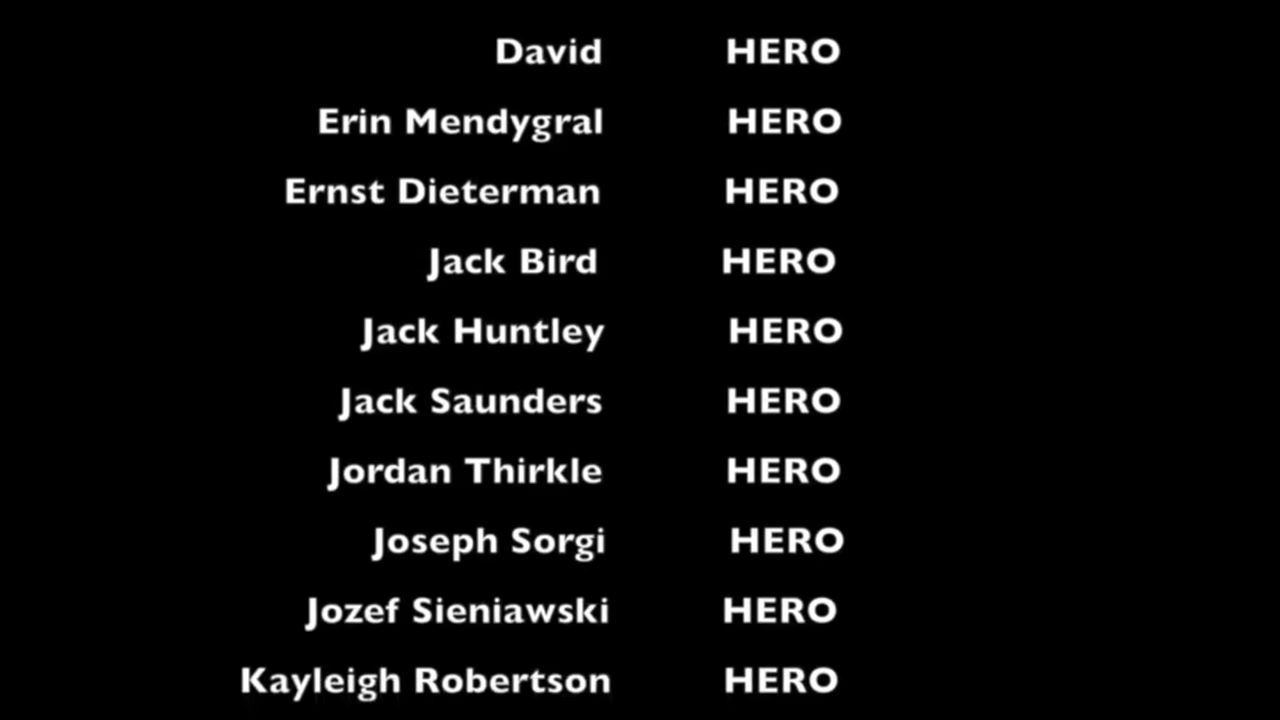 David HERO
Erin Mendygral HERO
Ernst Dieterman HERO
Jack Bird HERO
Jack Huntley HERO
Jack Saunders HERO
Jordan Thirkle HERO
Joseph Sorgi HERO
Jozef Sieniawski HERO
Kayleigh Robertson HERO